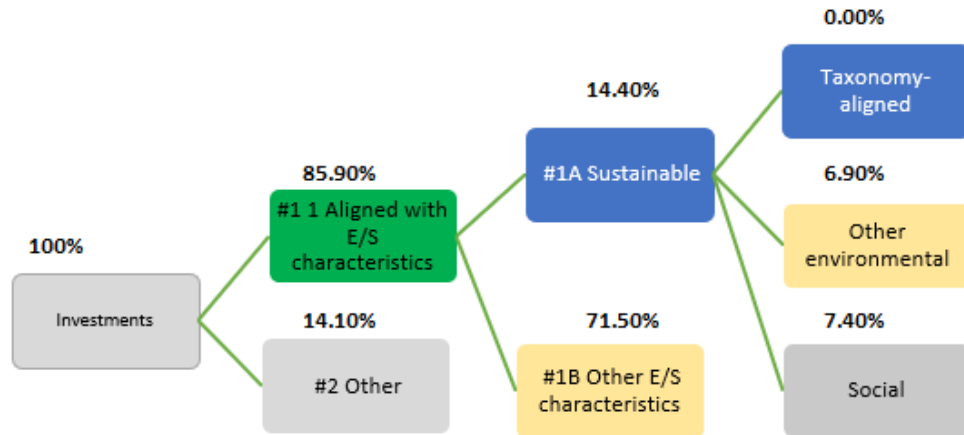 0.00%
Taxonomy-
aligned
14.40%
#1A Sustainable
85.90%
6.90%
#1 1 Aligned with
E/S
characteristics
Other
environmental
100%
Investments
14.10%
71.50%
7.40%
#2 Other
#1B Other E/S
characteristics
Social